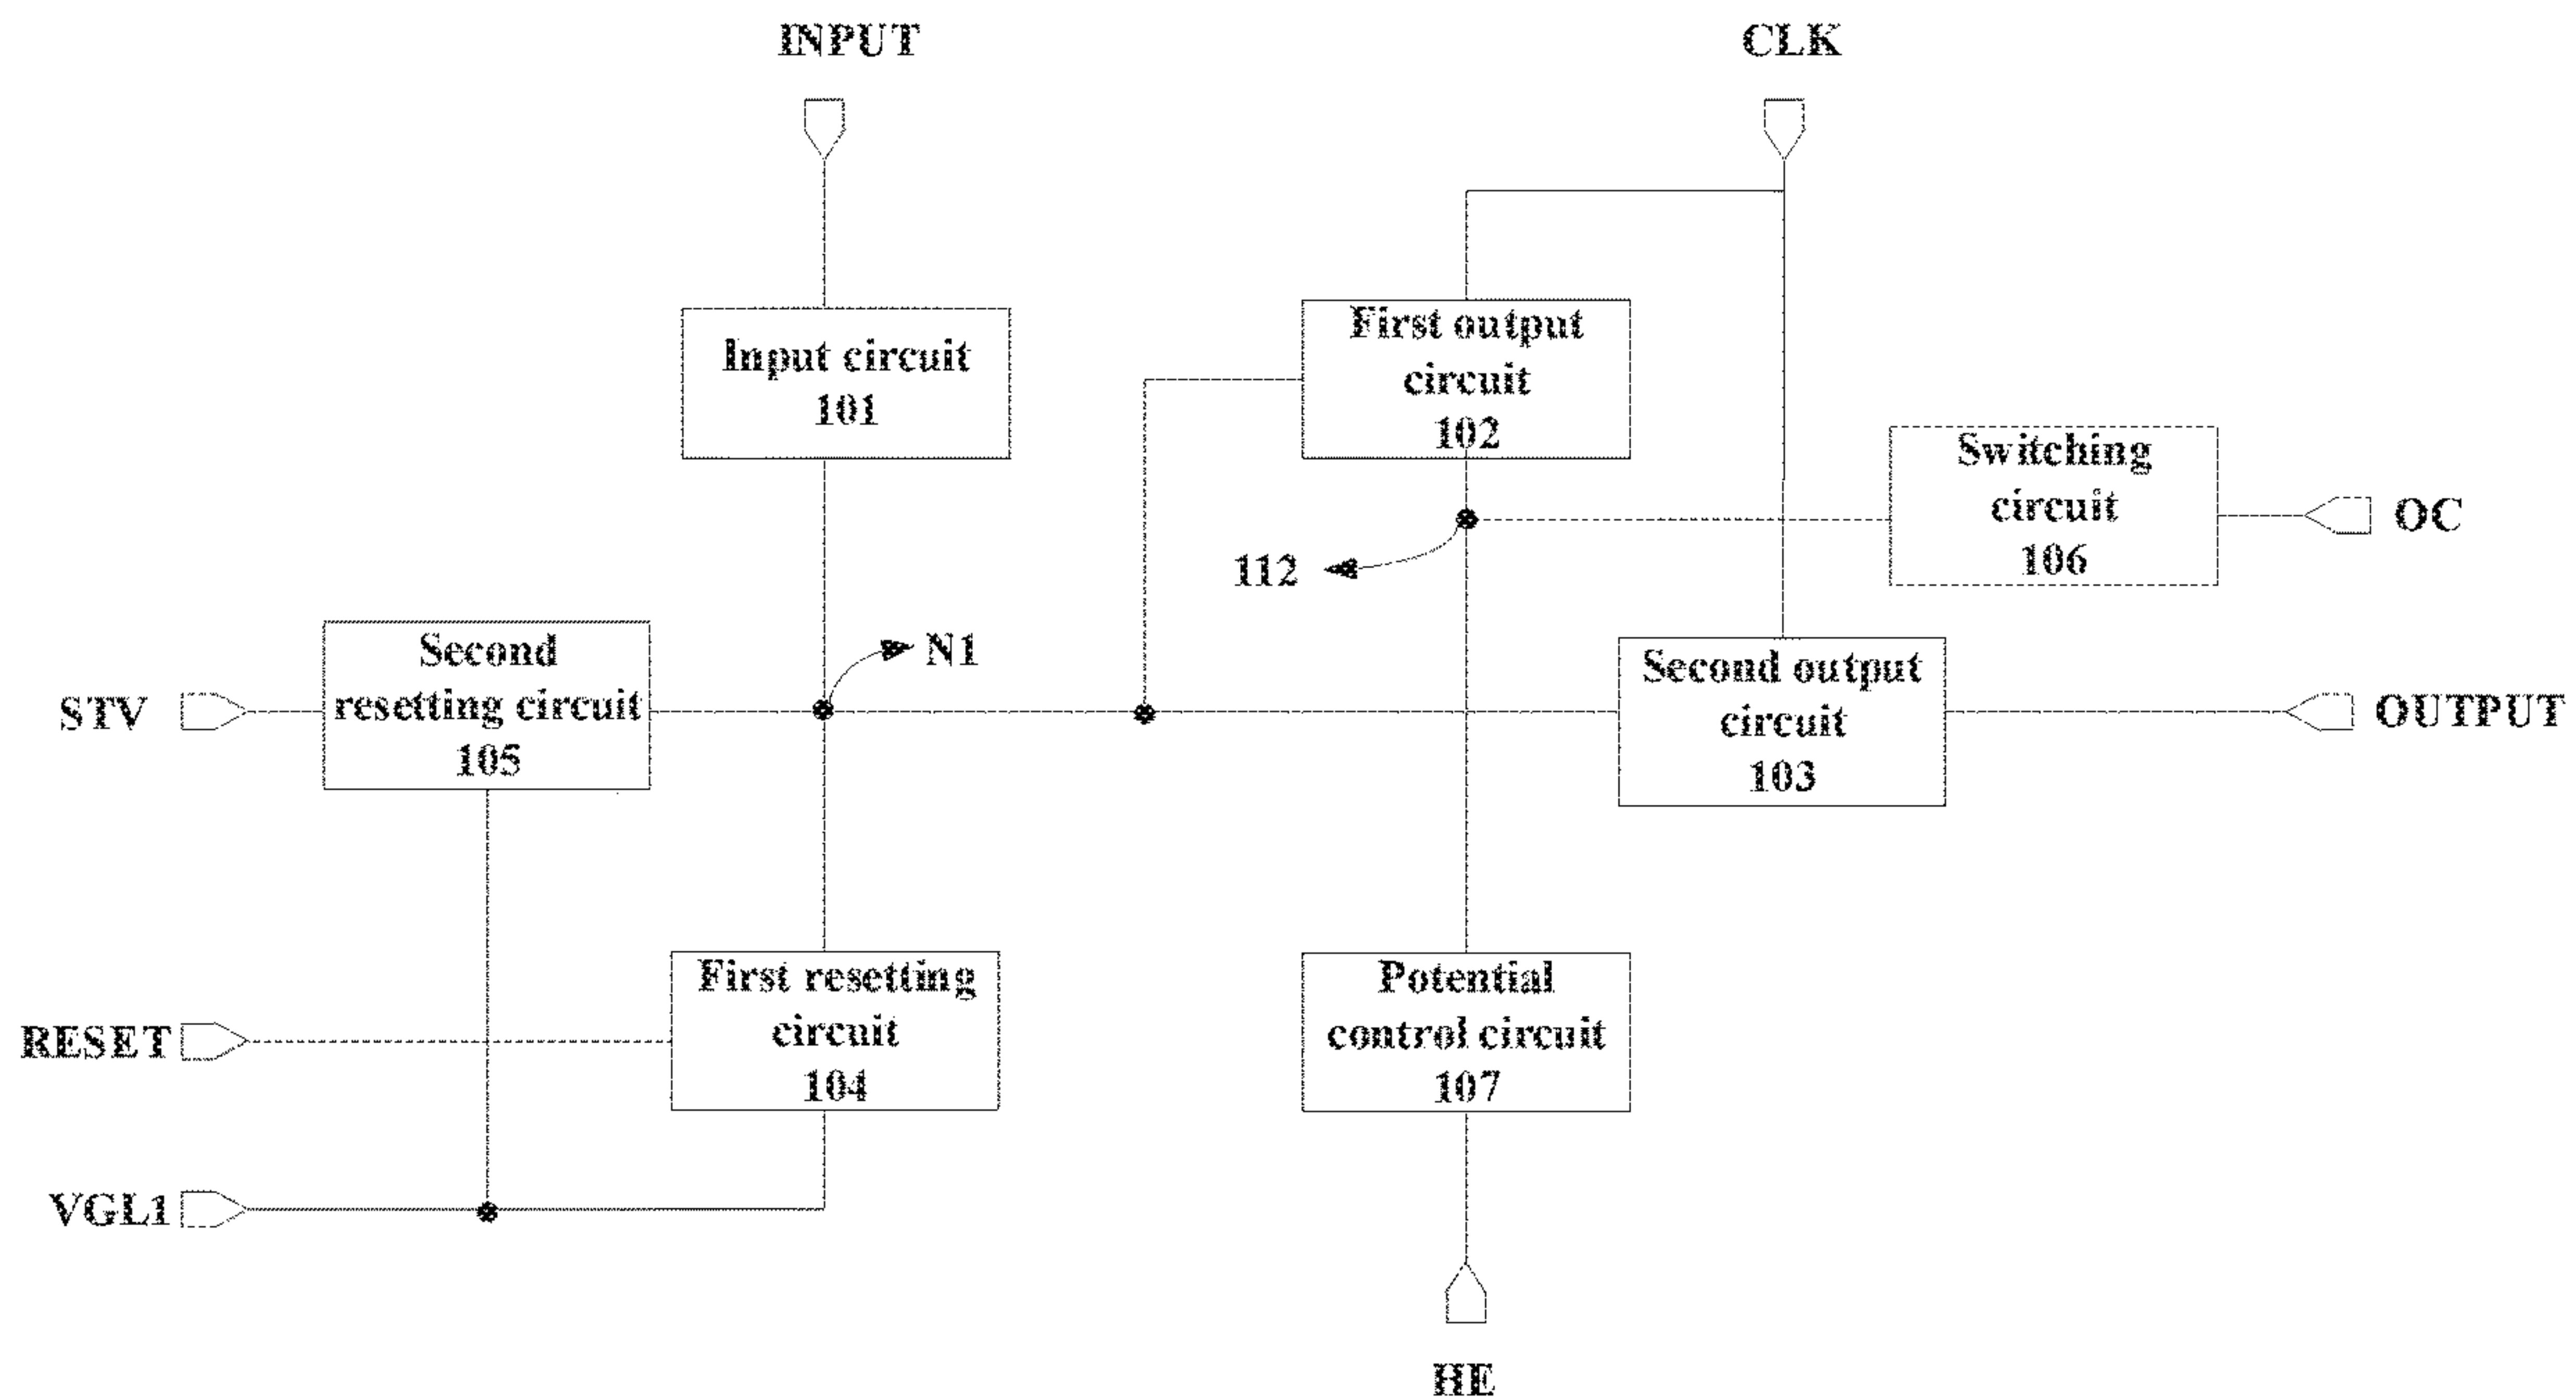 INPUT
CLK
Input circuit
101
First output
circuit
102
Switching
circuit
106
OC
112
N1
STV
Second
resetting circuit
105
Second output
circuit
103
OUTPUT
RESET
First resetting
circuit
104
Potential
control circuit
107
VGL1
HE